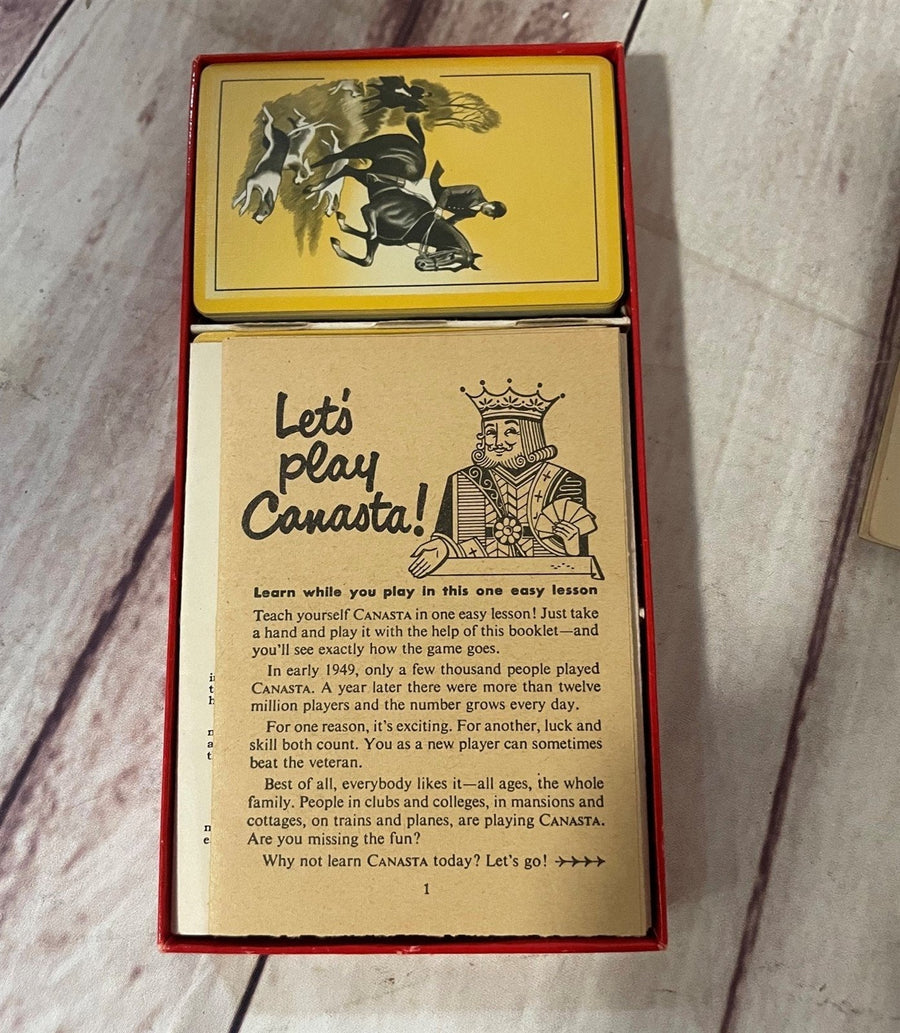 Let's
play
Canasta!
Learn while you play in this one easy lesson
Teach yourself CANASTA in one easy lesson! Just take
a hand and play it with the help of this booklet—and
you'll see exactly how the game goes.
In early 1949, only a few thousand people played
CANASTA. A year later there were more than twelve
million players and the number grows every day.
For one reason, it's exciting. For another, luck and
skill both count. You as a new player can sometimes
beat the veteran.
Best of all, everybody likes it—all ages, the whole
family. People in clubs and colleges, in mansions and
cottages, on trains and planes, are playing CANASTA.
Are you missing the fun?
Why not learn CANASTA today? Let's go!
1